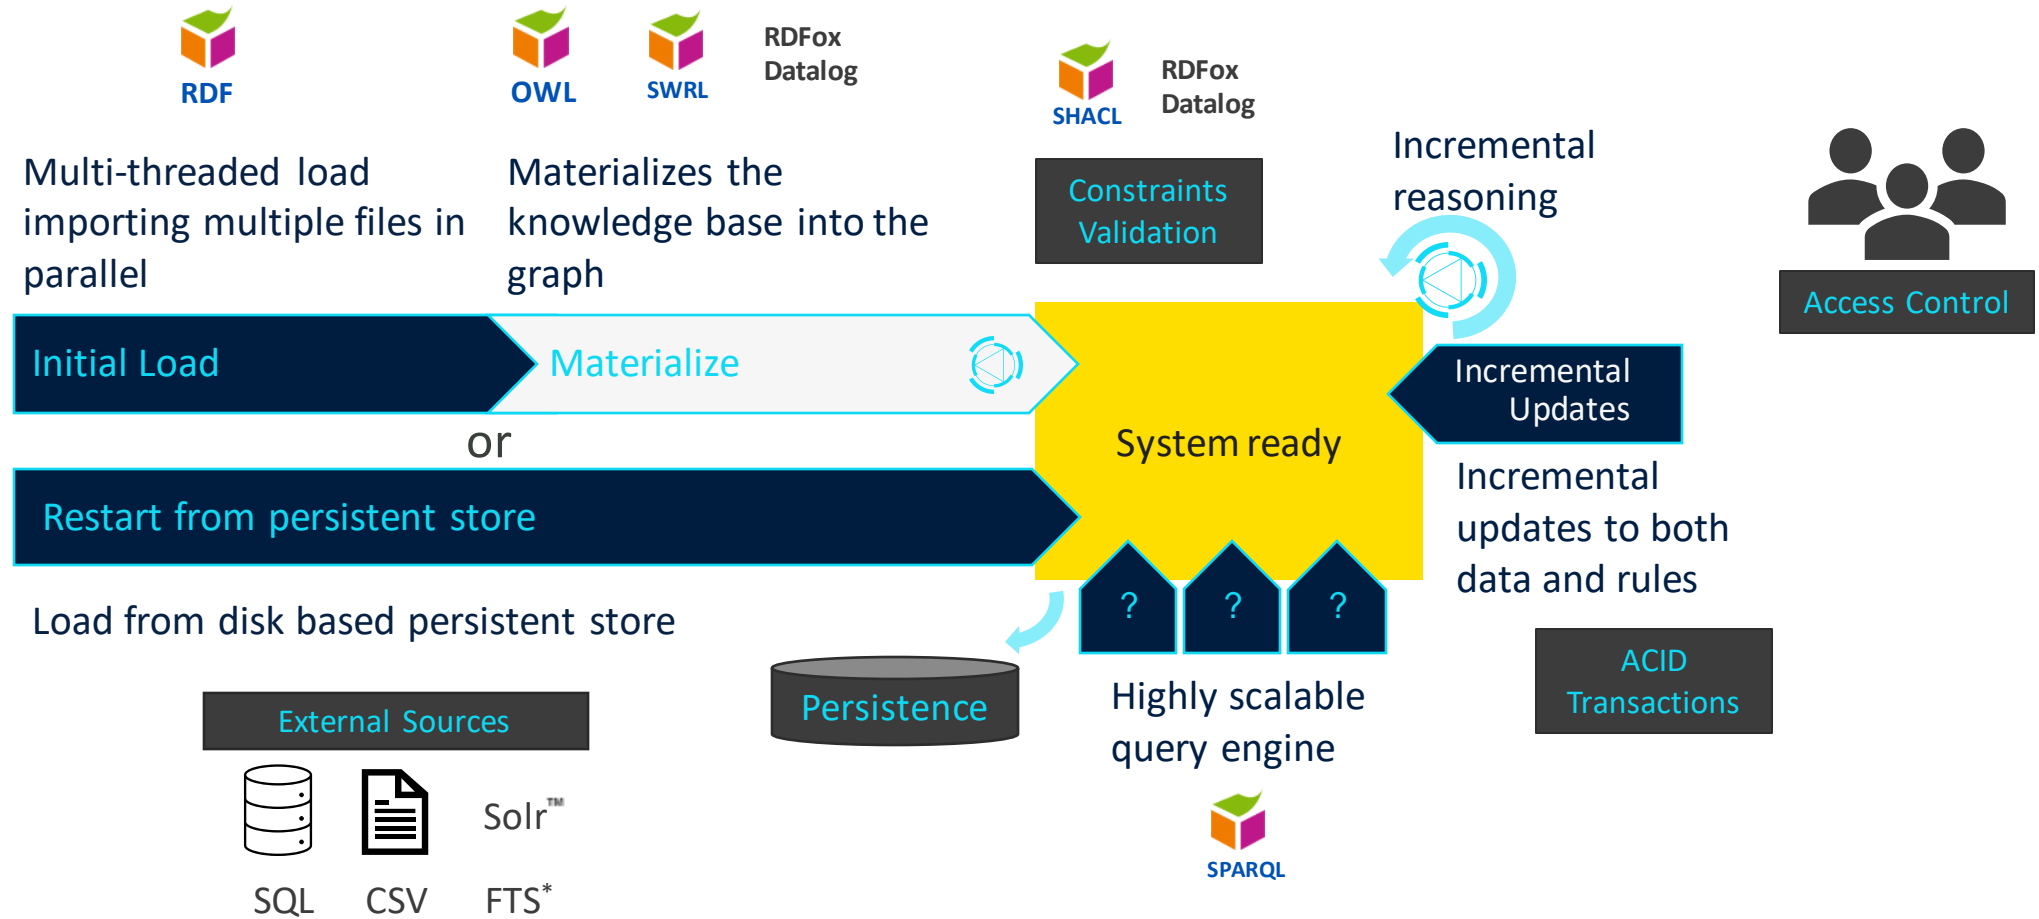 RDF
OWL
SWRL
RDFox
Datalog
SHACL
RDFox
Datalog
Multi-threaded load
importing multiple files in
parallel
Materializes the
knowledge base into the
graph
Constraints
Validation
Incremental
reasoning
Access Control
Initial Load
Materialize
or
Restart from persistent store
System ready
Incremental
Updates
Incremental
updates to both
data and rules
Load from disk based persistent store
?
?
?
ACID
Transactions
Persistence
Highly scalable
query engine
SPARQL
External Sources
Solr™
SQL
CSV
FTS*